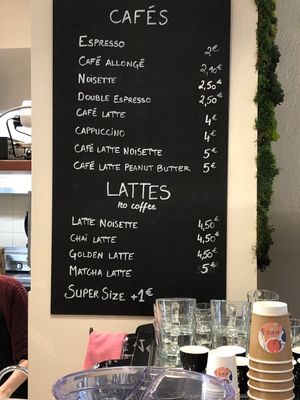 CAFÉS
ESPRESSO 2€
CAFÉ ALLONGÉ 2,10€
NOISETTE 2,50€
DOUBLE ESPRESSO 2,50€
CAFÉ LATTE 4€
CAPPUCCINO 4€
CAFÉ LATTE NOISETTE 5€
CAFÉ LATTE PEANUT BUTTER 5€
LATTES
no coffee
LATTE NOISETTE 4,50€
CHAI LATTE 4,50€
GOLDEN LATTE 4,50€
MATCHA LATTE 5€
SUPER SIZE +1€